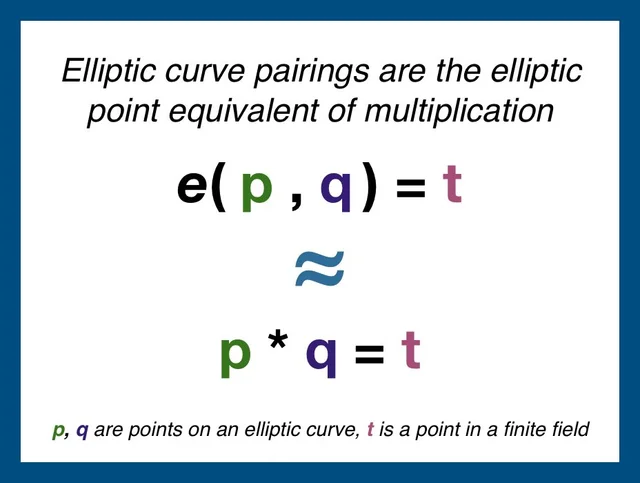 Elliptic curve pairings are the elliptic
point equivalent of multiplication
e( p , q ) = t
≈
p * q = t
p, q are points on an elliptic curve, t is a point in a finite field